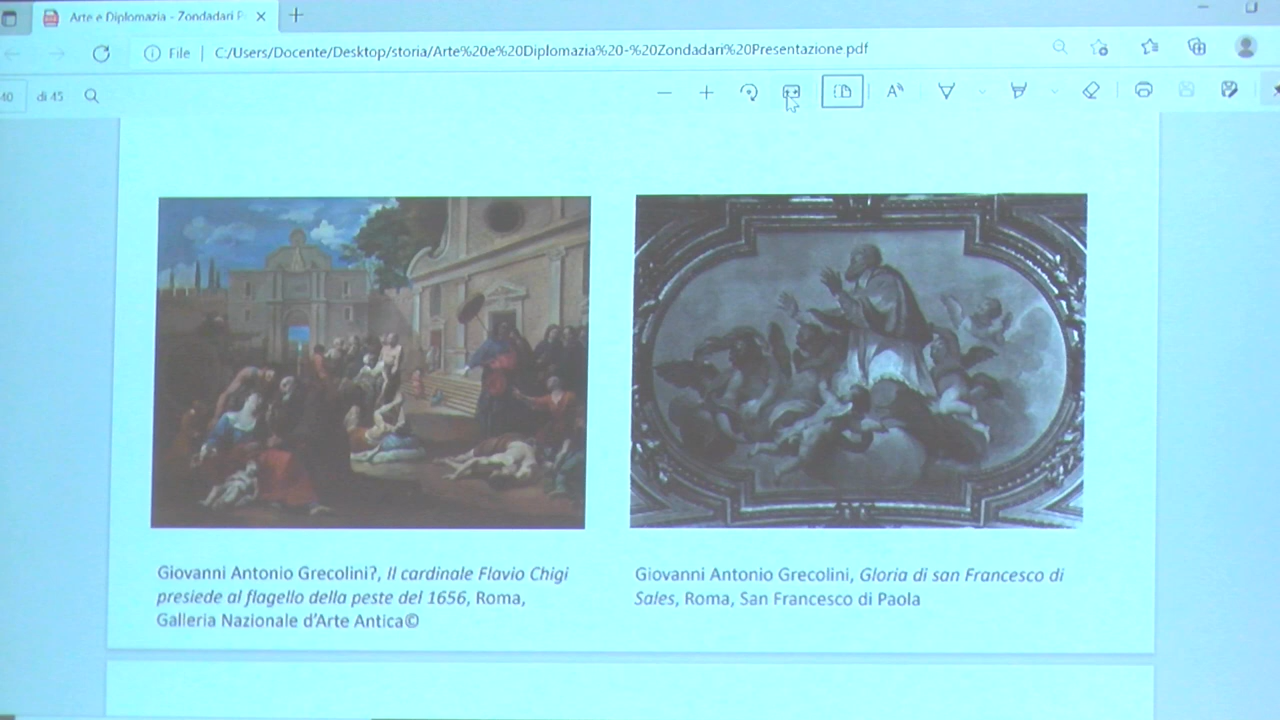 Arte e Diplomazia - Zondadari P
File
C:/Users/Docente/Desktop/storia/Arte%20e%20Diplomazia%20-%20Zondadari%20Presentazione pdf
40 di 45
Giovanni Antonio Grecolini?, Il cardinale Flavio Chigi
presiede al flagello della peste del 1656, Roma,
Galleria Nazionale d'Arte Antica©
Giovanni Antonio Grecolini, Gloria di san Francesco di
Sales, Roma, San Francesco di Paola